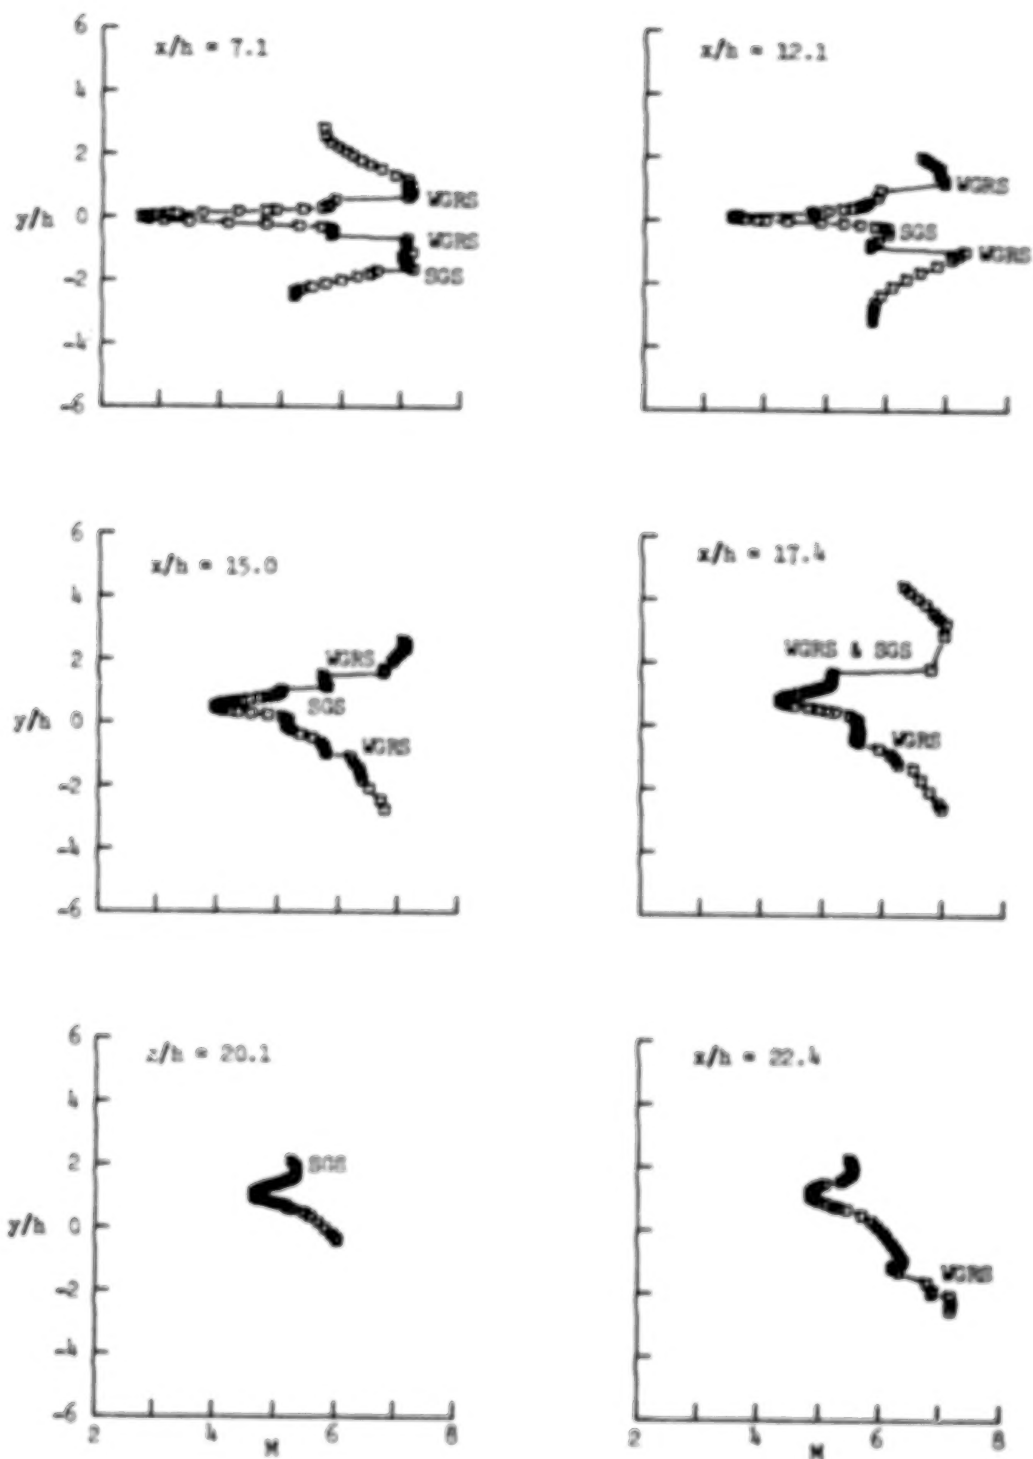 x/h = 7.1
6
4
2
y/h 0
-2
-4
-6
WGRS
WGRS
SGS
x/h = 12.1
WGRS
SGS
WGRS
x/h = 15.0
6
4
2
y/h 0
-2
-4
-6
WGRS
SGS
WGRS
x/h = 17.4
WGRS & SGS
WGRS
z/h = 20.1
6
4
2
y/h 0
-2
-4
-6
SGS
2 4 6 8
M
x/h = 22.4
WGRS
2 4 6 8
M